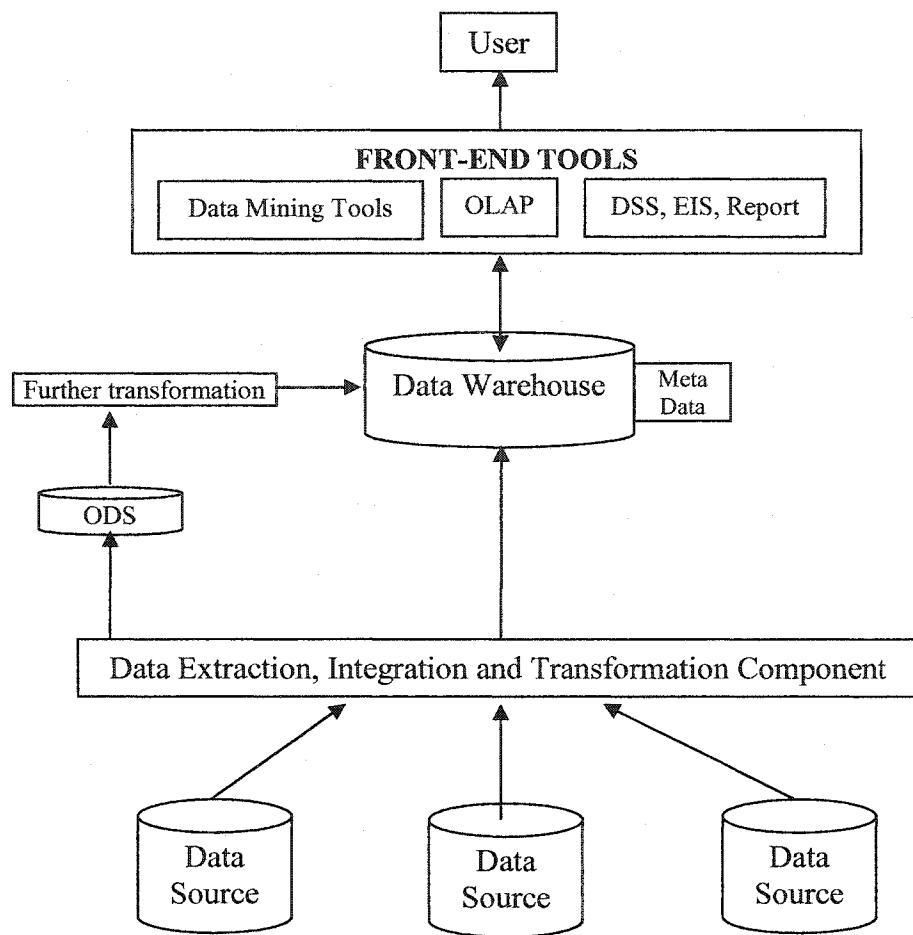 User
FRONT-END TOOLS
Data Mining Tools
OLAP
DSS, EIS, Report
Further transformation
Data Warehouse
Meta
Data
ODS
Data Extraction, Integration and Transformation Component
Data
Source
Data
Source
Data
Source